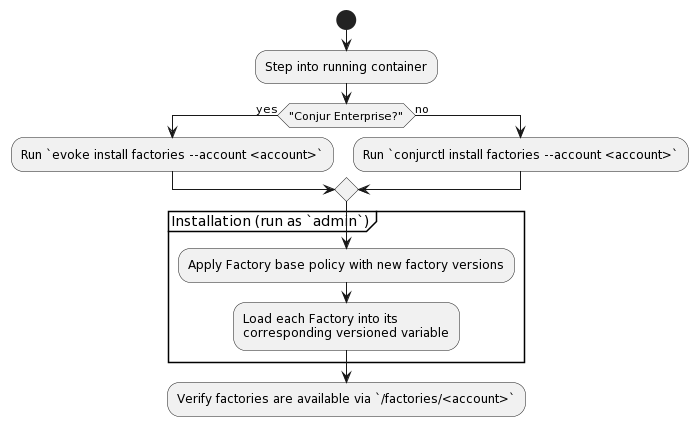 Step into running container
"Conjur Enterprise?"
yes
no
Run `evoke install factories --account <account>`
Run `conjurctl install factories --account <account>`
Installation (run as `admin`)
Apply Factory base policy with new factory versions
Load each Factory into its
corresponding versioned variable
Verify factories are available via `/factories/<account>`